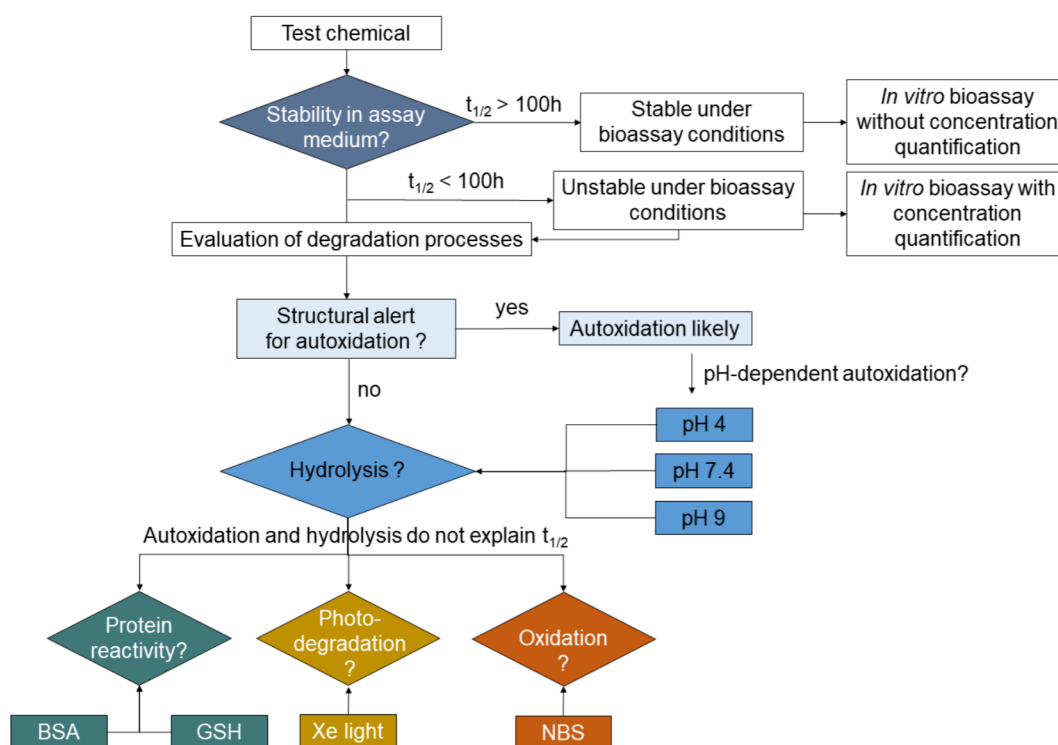 Test chemical
Stability in assay
medium?
t1/2 > 100h
Stable under
bioassay conditions
In vitro bioassay
without concentration
quantification
t1/2 < 100h
Unstable under bioassay
conditions
In vitro bioassay with
concentration
quantification
Evaluation of degradation processes
Structural alert
for autoxidation ?
yes
Autoxidation likely
no
pH-dependent autoxidation?
pH 4
Hydrolysis ?
pH 7.4
pH 9
Autoxidation and hydrolysis do not explain t1/2
Protein
reactivity?
Photo-
degradation
?
Oxidation
?
BSA
GSH
Xe light
NBS